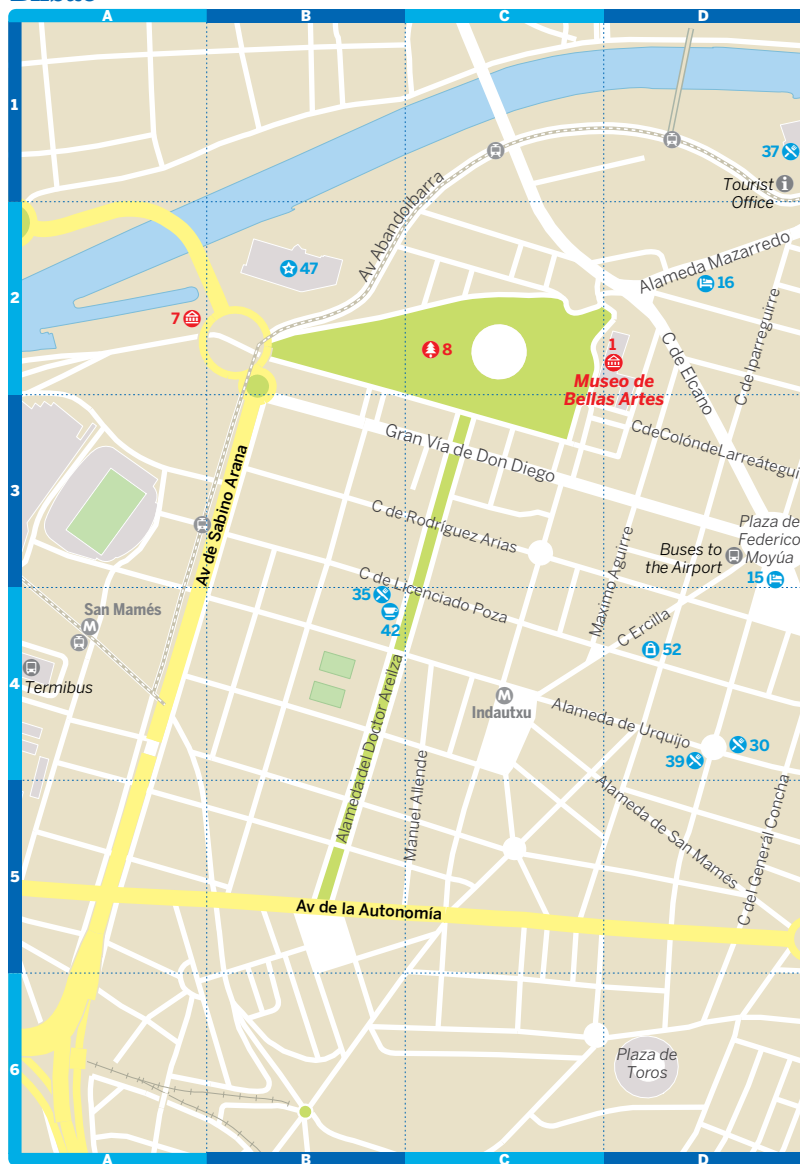 A B C D
1
37
Tourist
Office
Av Abandoibarra
2
47
Alameda Mazarredo
16
7
8
1
Museo de
Bellas Artes
C de Elcano
C de Iparreguirre
CdeColóndeLarreátegui
Gran Vía de Don Diego
3
Av de Sabino Arana
C de Rodríguez Arias
Maximo Aguirre
Plaza de
Federico
Moyúa
Buses to
the Airport
15
C de Licenciado Poza
35
42
San Mamés
M
C Ercilla
52
4
Termibus
M
Indautxu
Alameda de Urquijo
30
39
Alameda del Doctor Areilza
Manuel Allende
Alameda de San Mamés
C del Generál Concha
5
Av de la Autonomía
6
Plaza de
Toros
A B C D